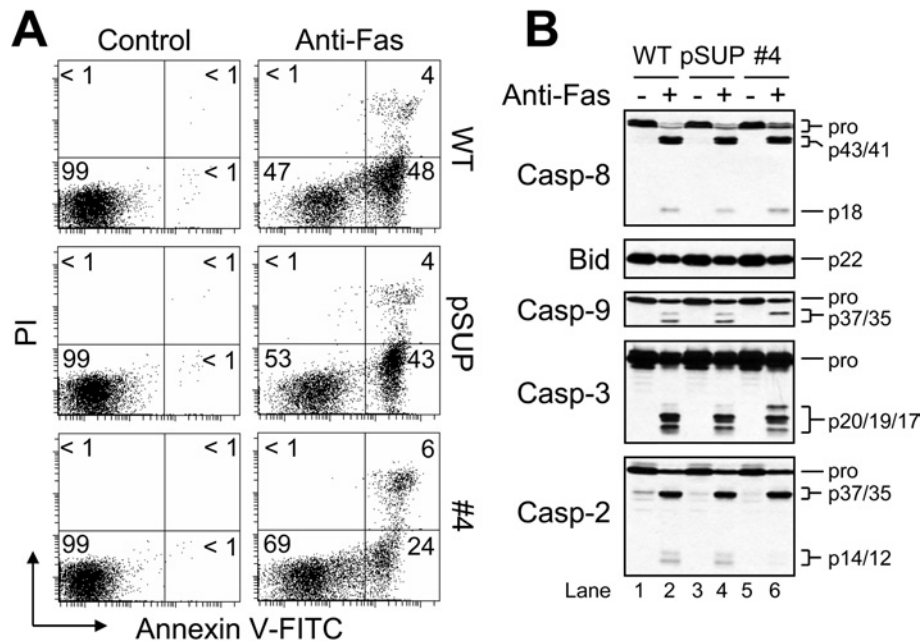 A
B
Control
Anti-Fas
< 1
< 1
< 1
4
99
< 1
47
48
WT
< 1
< 1
< 1
4
99
< 1
53
43
pSUP
< 1
< 1
< 1
6
99
< 1
69
24
#4
PI
Annexin V-FITC
WT pSUP #4
Anti-Fas - + - + - +
Casp-8
pro
p43/41
p18
Bid
p22
Casp-9
pro
p37/35
Casp-3
pro
p20/19/17
Casp-2
pro
p37/35
p14/12
Lane 1 2 3 4 5 6